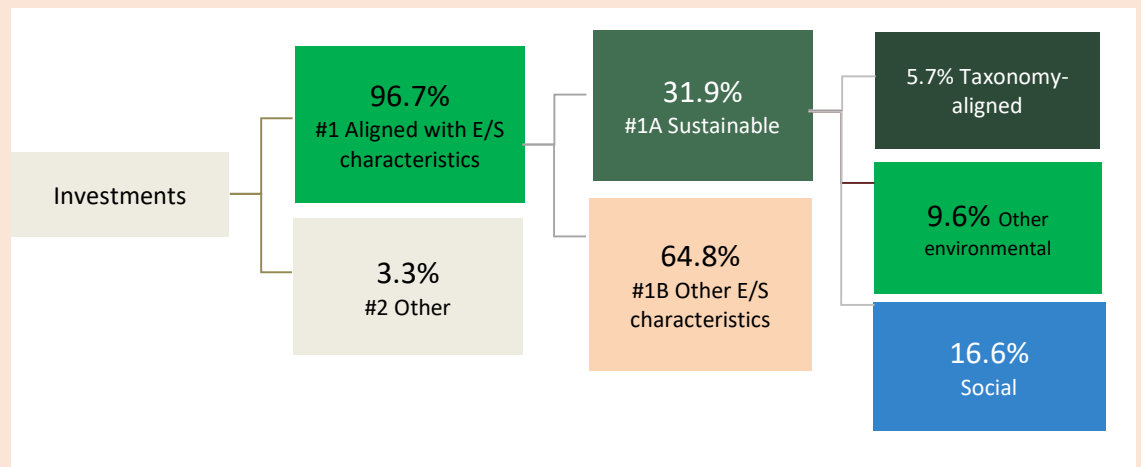 Investments
96.7%
#1 Aligned with E/S
characteristics
3.3%
#2 Other
31.9%
#1A Sustainable
64.8%
#1B Other E/S
characteristics
5.7% Taxonomy-
aligned
9.6% Other
environmental
16.6%
Social